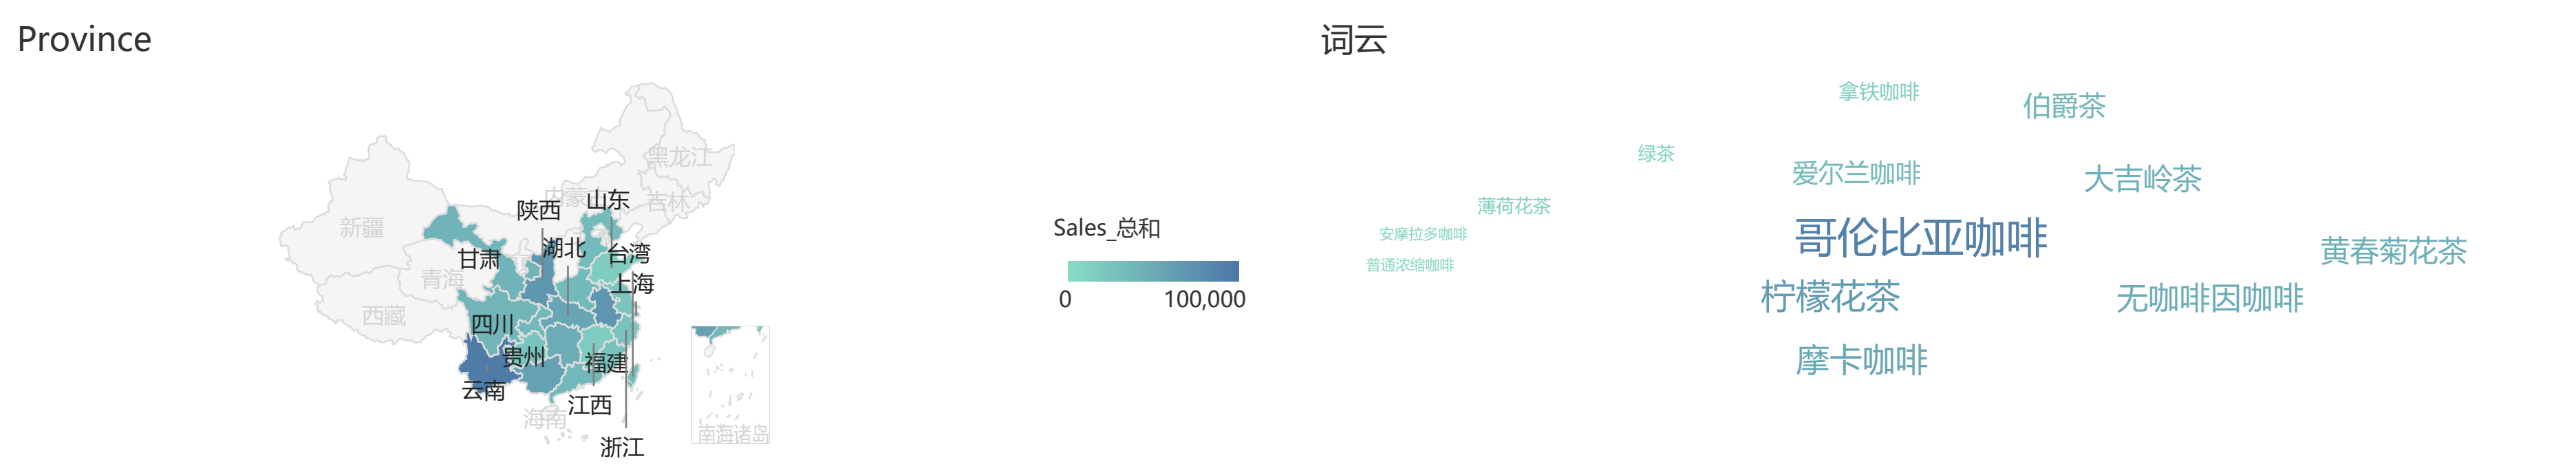 Province
黑龙江
内蒙
吉林
新疆
陕西
山东
湖北
台湾
甘肃
青海
上海
西藏
四川
贵州
福建
云南
江西
海南
浙江
南海诸岛
Sales_总和
0
100,000
词云
拿铁咖啡
伯爵茶
绿茶
爱尔兰咖啡
大吉岭茶
薄荷花茶
安摩拉多咖啡
哥伦比亚咖啡
黄春菊花茶
普通浓缩咖啡
柠檬花茶
无咖啡因咖啡
摩卡咖啡